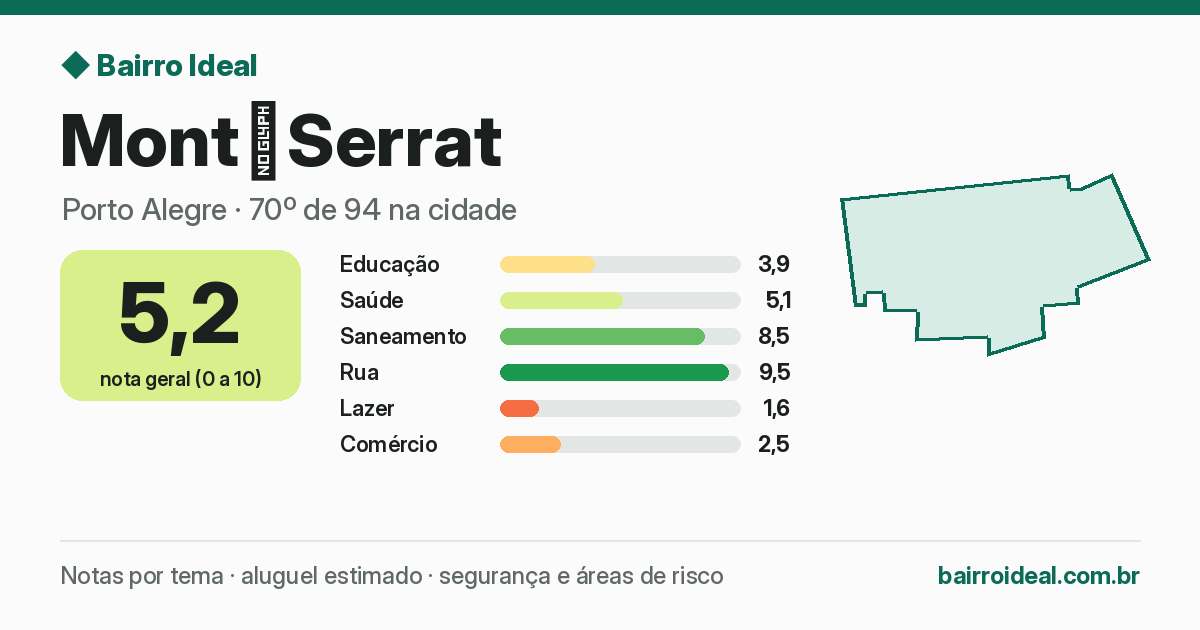 Bairro Ideal
Mont Serrat
Porto Alegre · 70º de 94 na cidade
5,2
nota geral (0 a 10)
Educação 3,9
Saúde 5,1
Saneamento 8,5
Rua 9,5
Lazer 1,6
Comércio 2,5
Notas por tema · aluguel estimado · segurança e áreas de risco
bairroideal.com.br